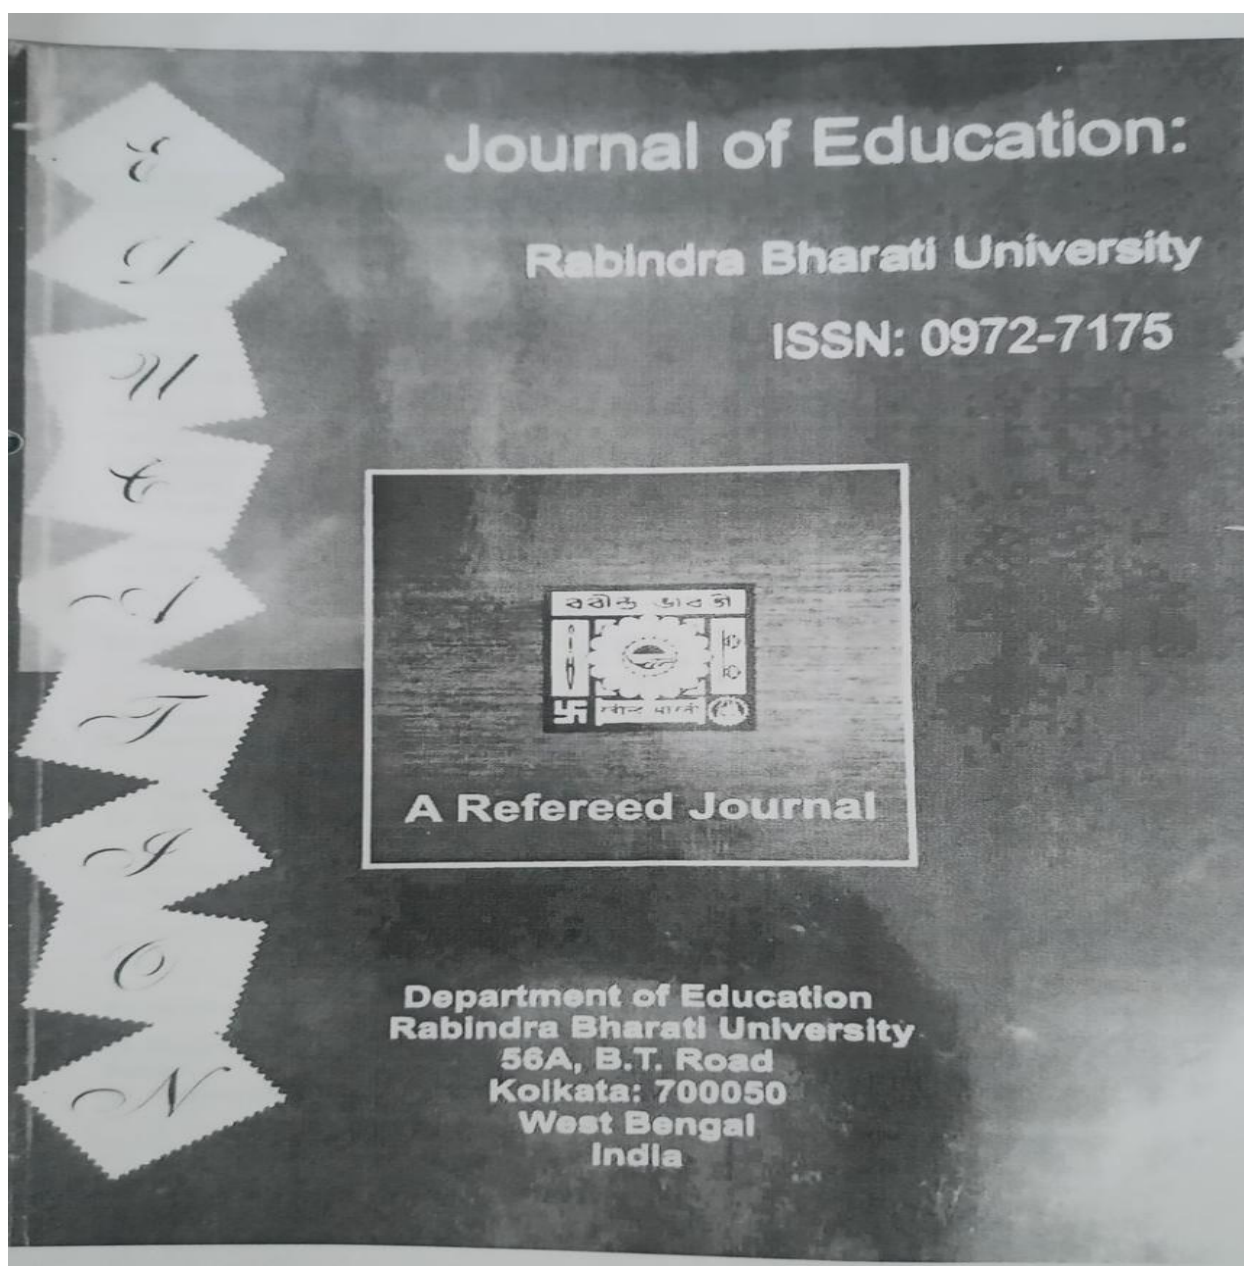 E
D
U
C
A
T
I
O
N
Journal of Education:
Rabindra Bharati University
ISSN: 0972-7175
রবীন্দ্র ভারতী
A Refereed Journal
Department of Education
Rabindra Bharati University
56A, B.T. Road
Kolkata: 700050
West Bengal
India